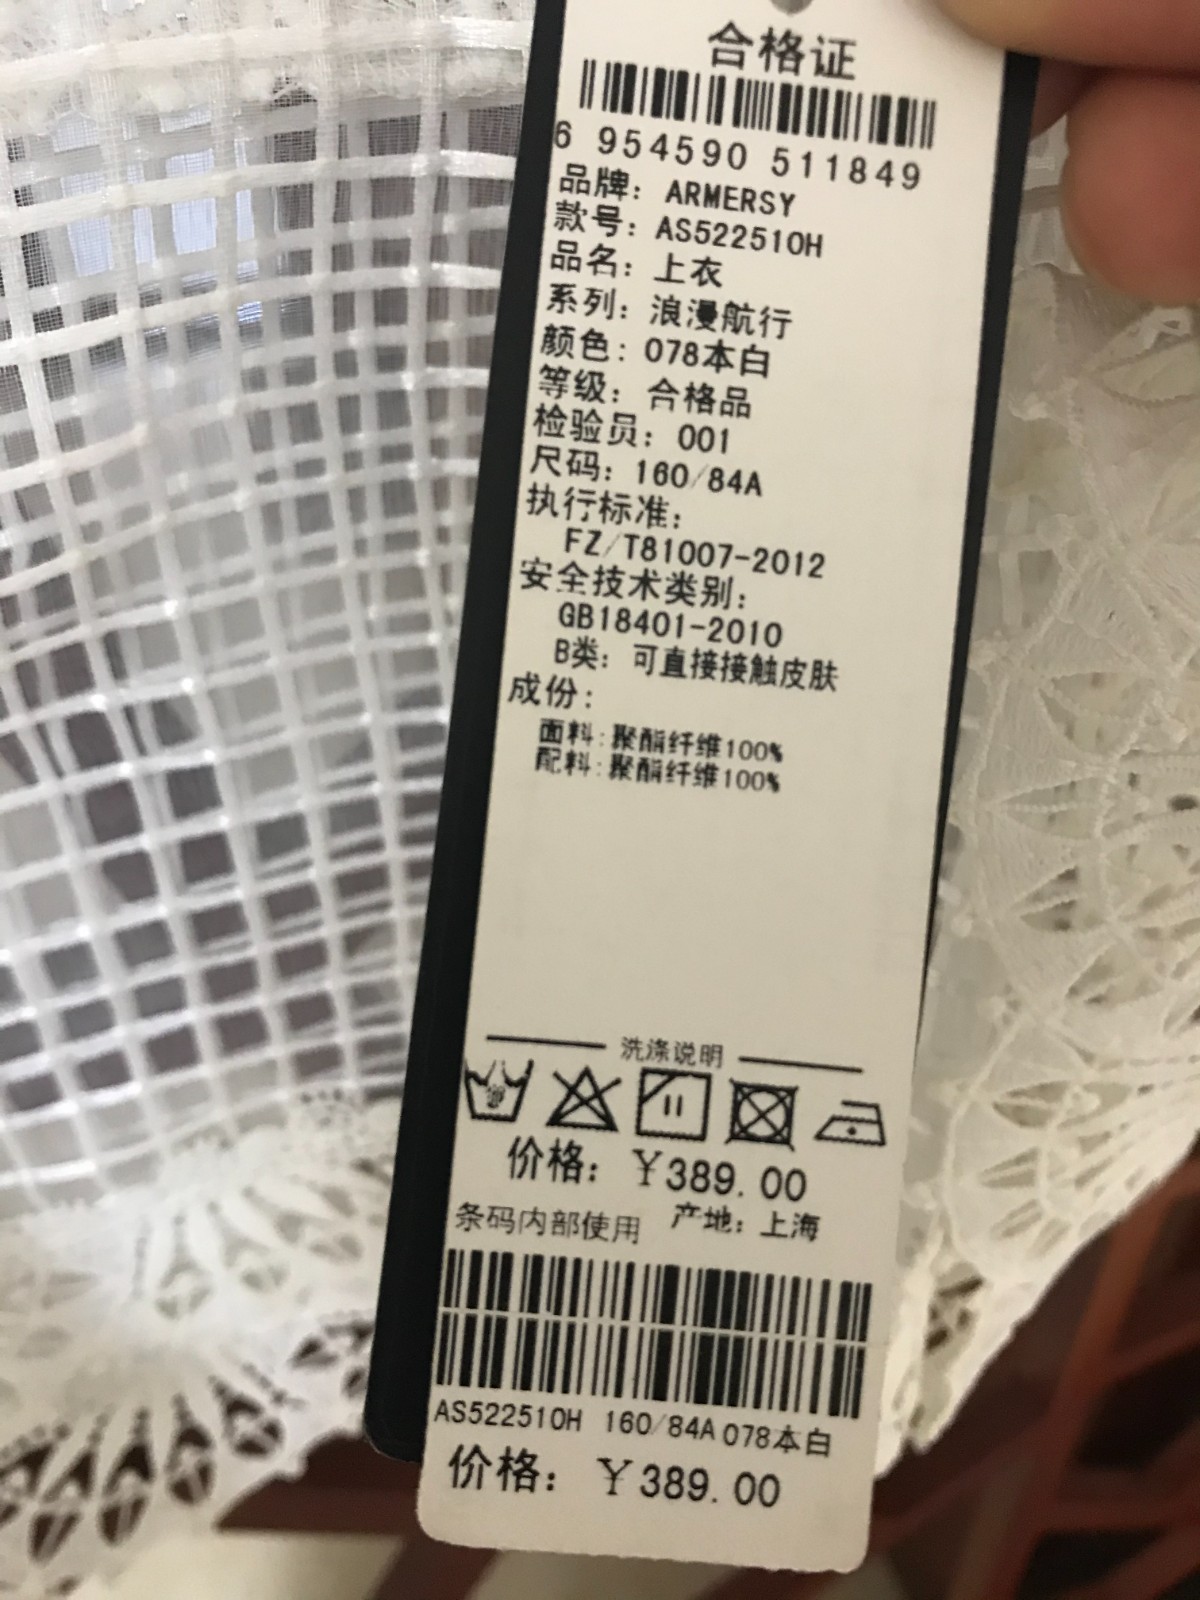 合格证
6 954590 511849
品牌: ARMERSY
款号: AS522510H
品名: 上衣
系列: 浪漫航行
颜色: 078本白
等级: 合格品
检验员: 001
尺码: 160/84A
执行标准:
FZ/T81007-2012
安全技术类别:
GB18401-2010
B类: 可直接接触皮肤
成份:
面料:聚酯纤维100%
配料:聚酯纤维100%
洗涤说明
价格: ¥389.00
条码内部使用 产地: 上海
AS522510H 160/84A 078本白
价格: ¥389.00